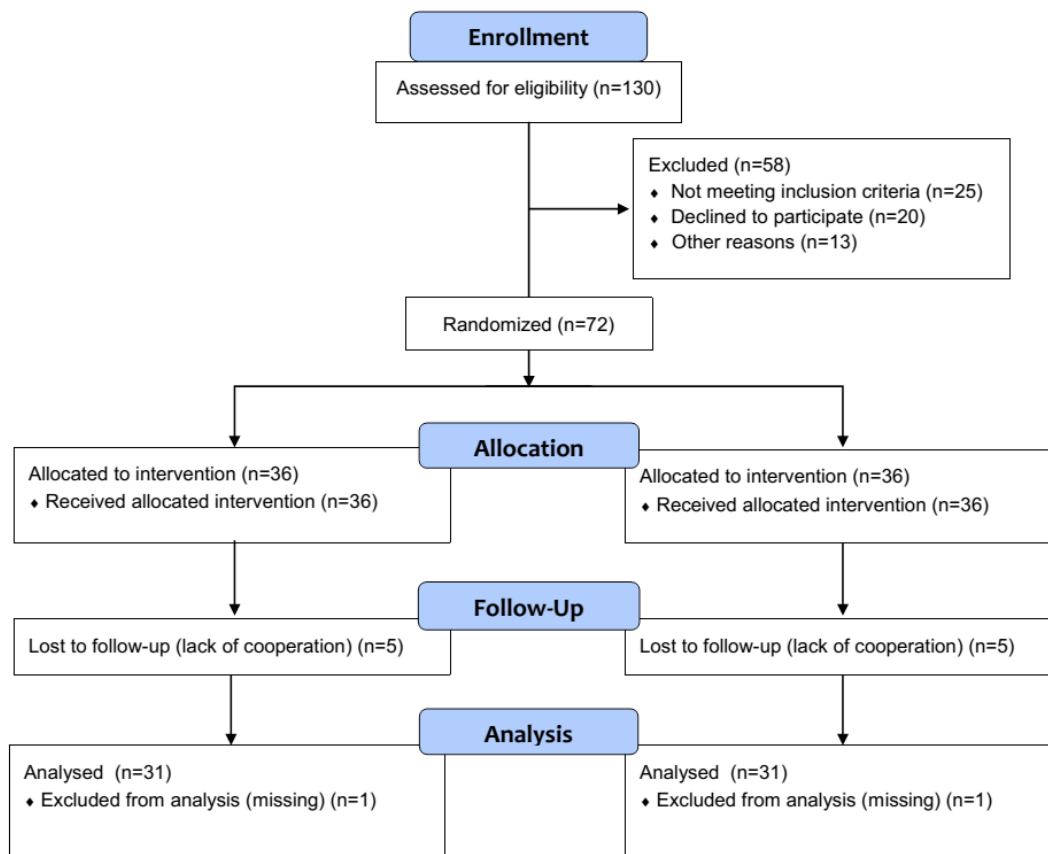 Enrollment
Assessed for eligibility (n=130)
Excluded (n=58)
♦ Not meeting inclusion criteria (n=25)
♦ Declined to participate (n=20)
♦ Other reasons (n=13)
Randomized (n=72)
Allocation
Allocated to intervention (n=36)
♦ Received allocated intervention (n=36)
Allocated to intervention (n=36)
♦ Received allocated intervention (n=36)
Follow-Up
Lost to follow-up (lack of cooperation) (n=5)
Lost to follow-up (lack of cooperation) (n=5)
Analysis
Analysed (n=31)
♦ Excluded from analysis (missing) (n=1)
Analysed (n=31)
♦ Excluded from analysis (missing) (n=1)